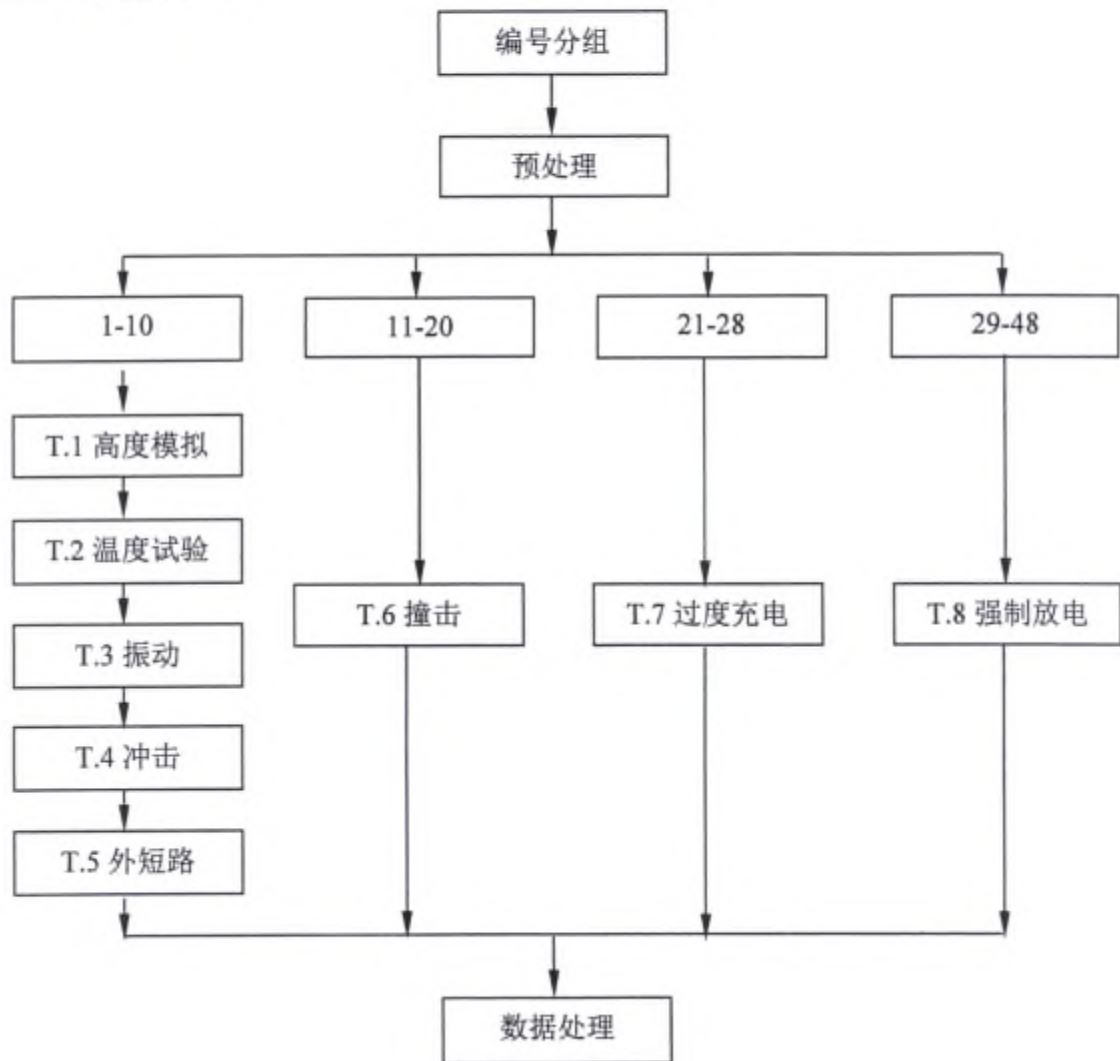 编号分组
预处理
1-10
11-20
21-28
29-48
T.1 高度模拟
T.2 温度试验
T.3 振动
T.4 冲击
T.5 外短路
T.6 撞击
T.7 过度充电
T.8 强制放电
数据处理